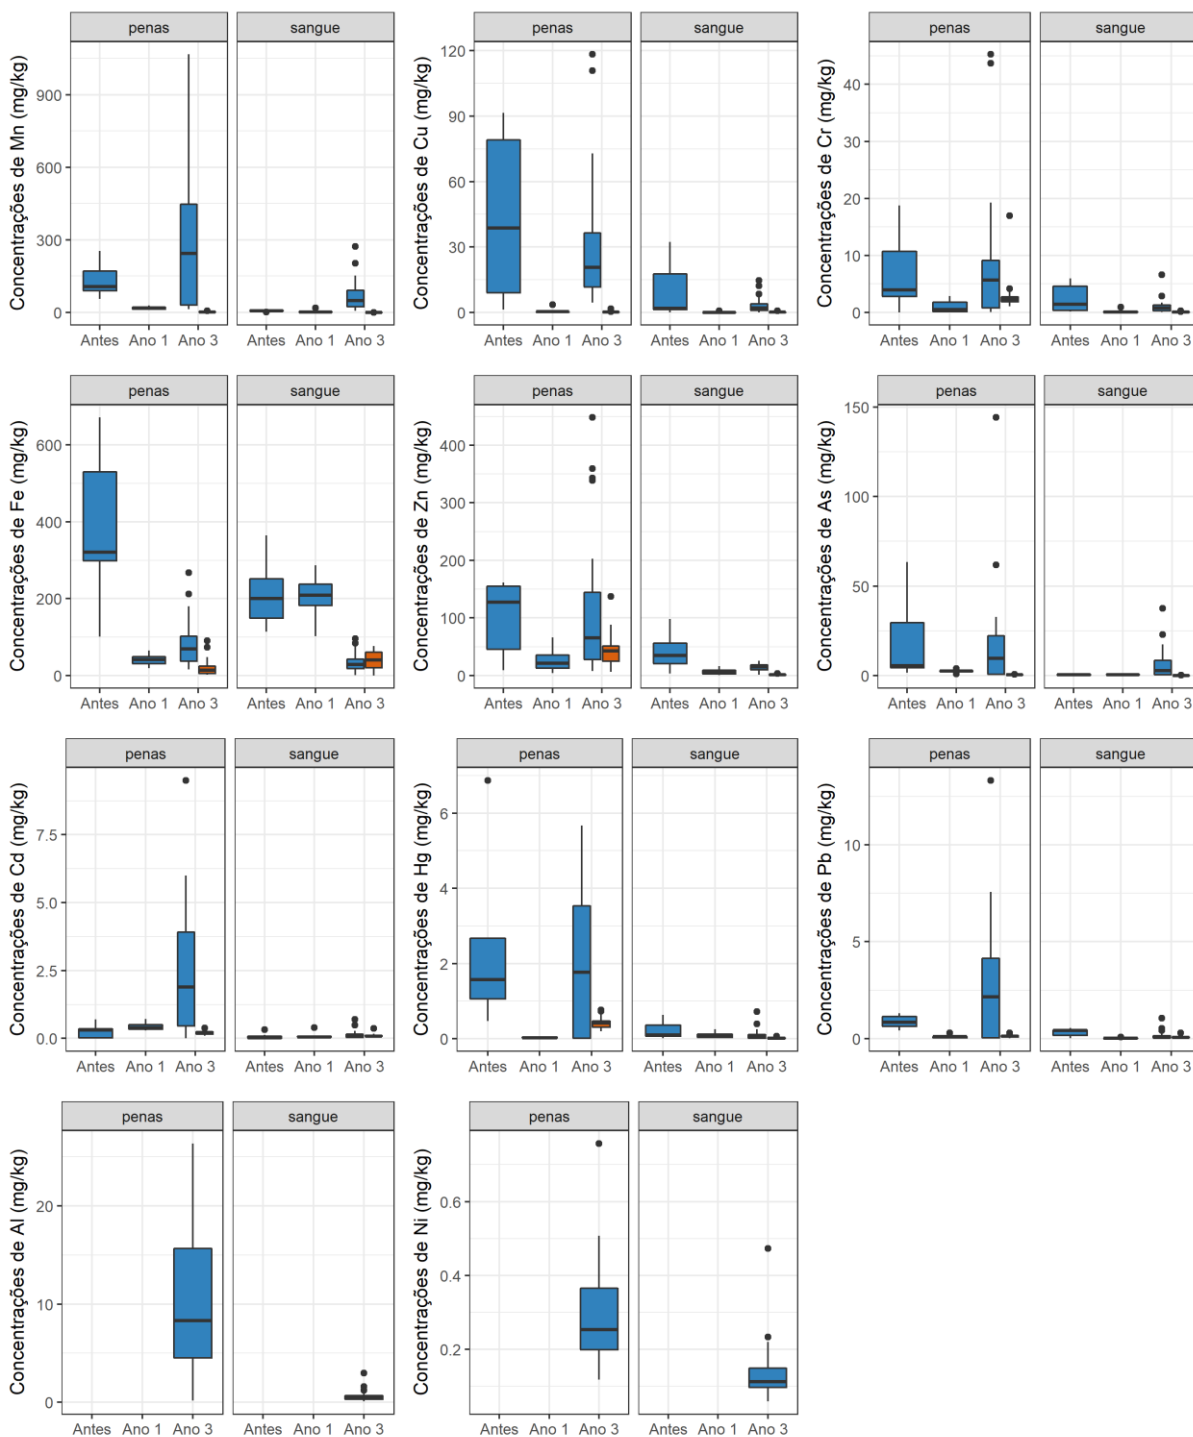 penas sangue
Concentrações de Mn (mg/kg)
900
600
300
0
Antes Ano 1 Ano 3 Antes Ano 1 Ano 3
penas sangue
Concentrações de Cu (mg/kg)
120
90
60
30
0
Antes Ano 1 Ano 3 Antes Ano 1 Ano 3
penas sangue
Concentrações de Cr (mg/kg)
40
30
20
10
0
Antes Ano 1 Ano 3 Antes Ano 1 Ano 3
penas sangue
Concentrações de Fe (mg/kg)
600
400
200
0
Antes Ano 1 Ano 3 Antes Ano 1 Ano 3
penas sangue
Concentrações de Zn (mg/kg)
400
300
200
100
0
Antes Ano 1 Ano 3 Antes Ano 1 Ano 3
penas sangue
Concentrações de As (mg/kg)
150
100
50
0
Antes Ano 1 Ano 3 Antes Ano 1 Ano 3
penas sangue
Concentrações de Cd (mg/kg)
7.5
5.0
2.5
0.0
Antes Ano 1 Ano 3 Antes Ano 1 Ano 3
penas sangue
Concentrações de Hg (mg/kg)
6
4
2
0
Antes Ano 1 Ano 3 Antes Ano 1 Ano 3
penas sangue
Concentrações de Pb (mg/kg)
10
5
0
Antes Ano 1 Ano 3 Antes Ano 1 Ano 3
penas sangue
Concentrações de Al (mg/kg)
20
10
0
Antes Ano 1 Ano 3 Antes Ano 1 Ano 3
penas sangue
Concentrações de Ni (mg/kg)
0.6
0.4
0.2
Antes Ano 1 Ano 3 Antes Ano 1 Ano 3